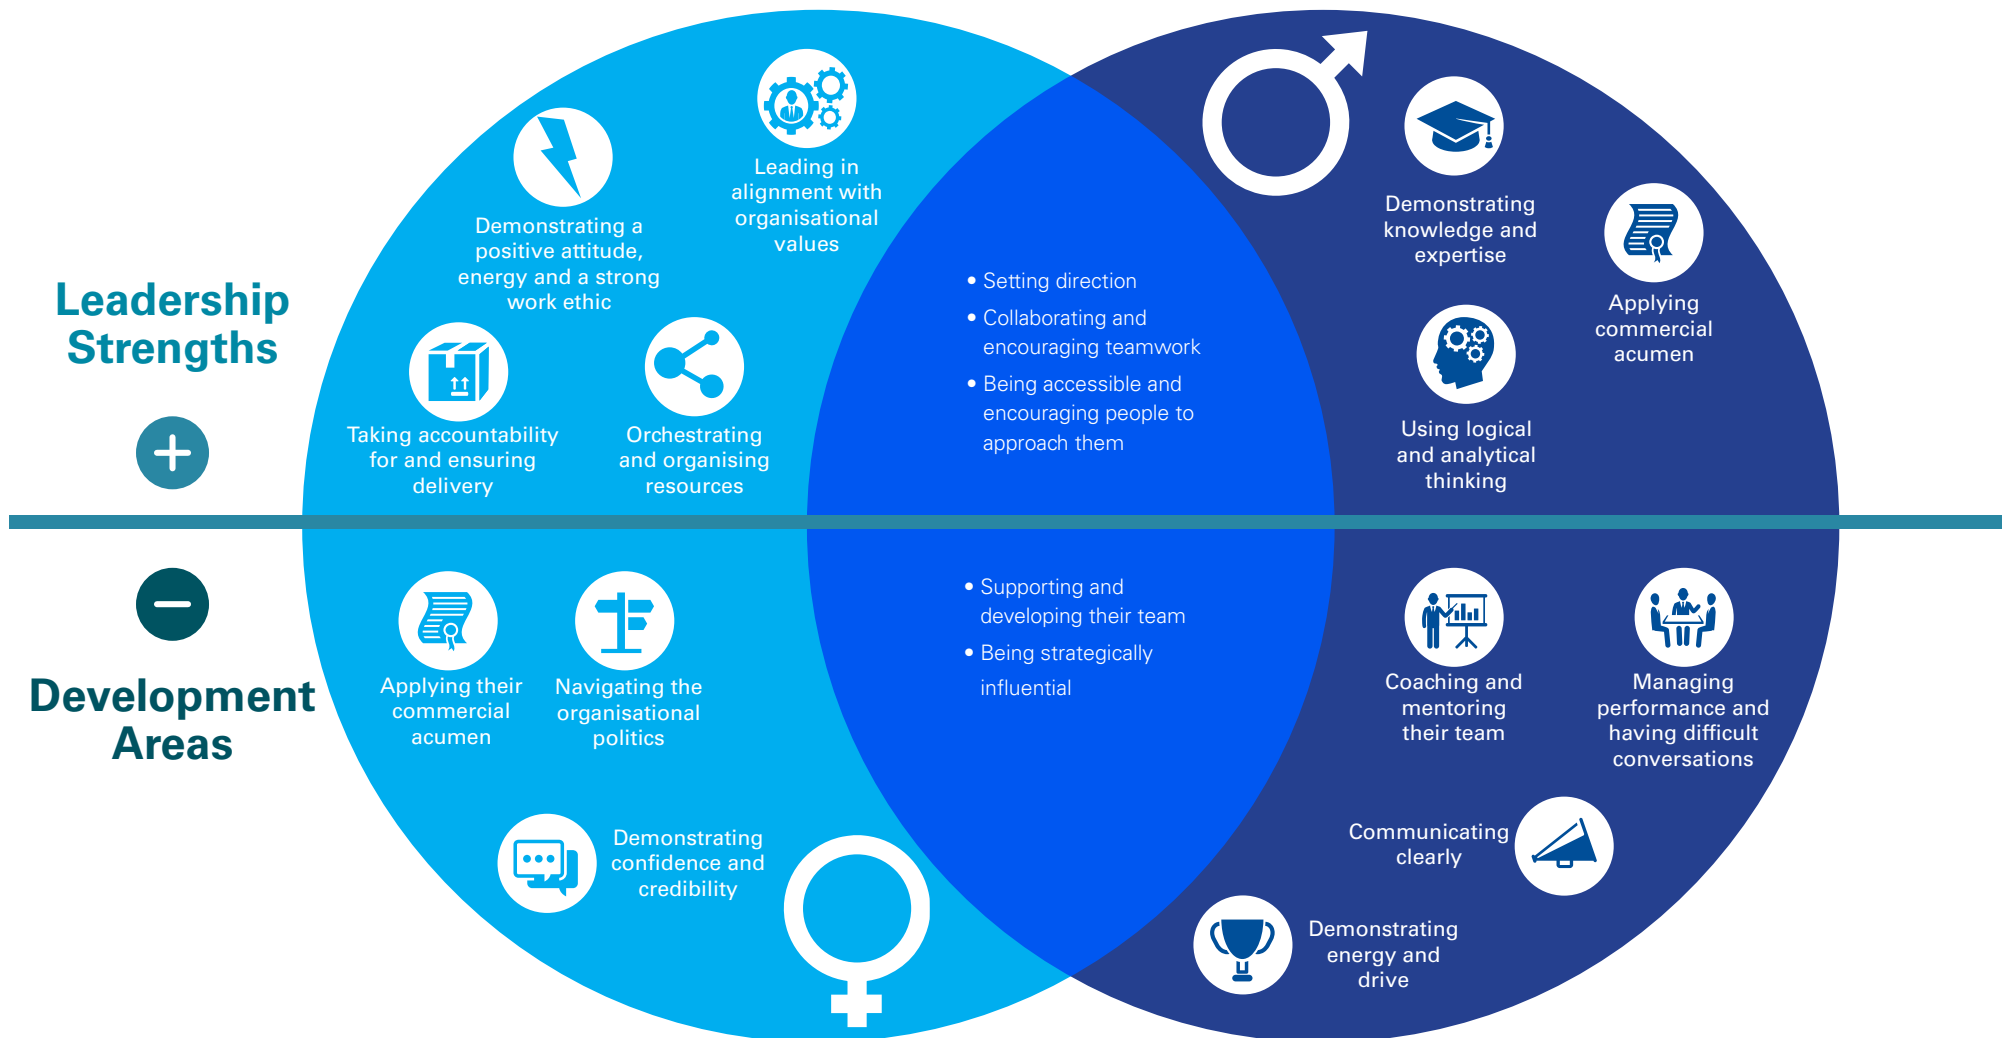 Leadership
Strengths
Leading in
alignment with
organisational
values
Demonstrating a
positive attitude,
energy and a strong
work ethic
Taking accountability
for and ensuring
delivery
Orchestrating
and organising
resources
• Setting direction
• Collaborating and
encouraging teamwork
• Being accessible and
encouraging people to
approach them
Demonstrating
knowledge and
expertise
Applying
commercial
acumen
Using logical
and analytical
thinking
Development
Areas
Applying their
commercial
acumen
Navigating the
organisational
politics
Demonstrating
confidence and
credibility
• Supporting and
developing their team
• Being strategically
influential
Coaching and
mentoring
their team
Managing
performance and
having difficult
conversations
Communicating
clearly
Demonstrating
energy and
drive